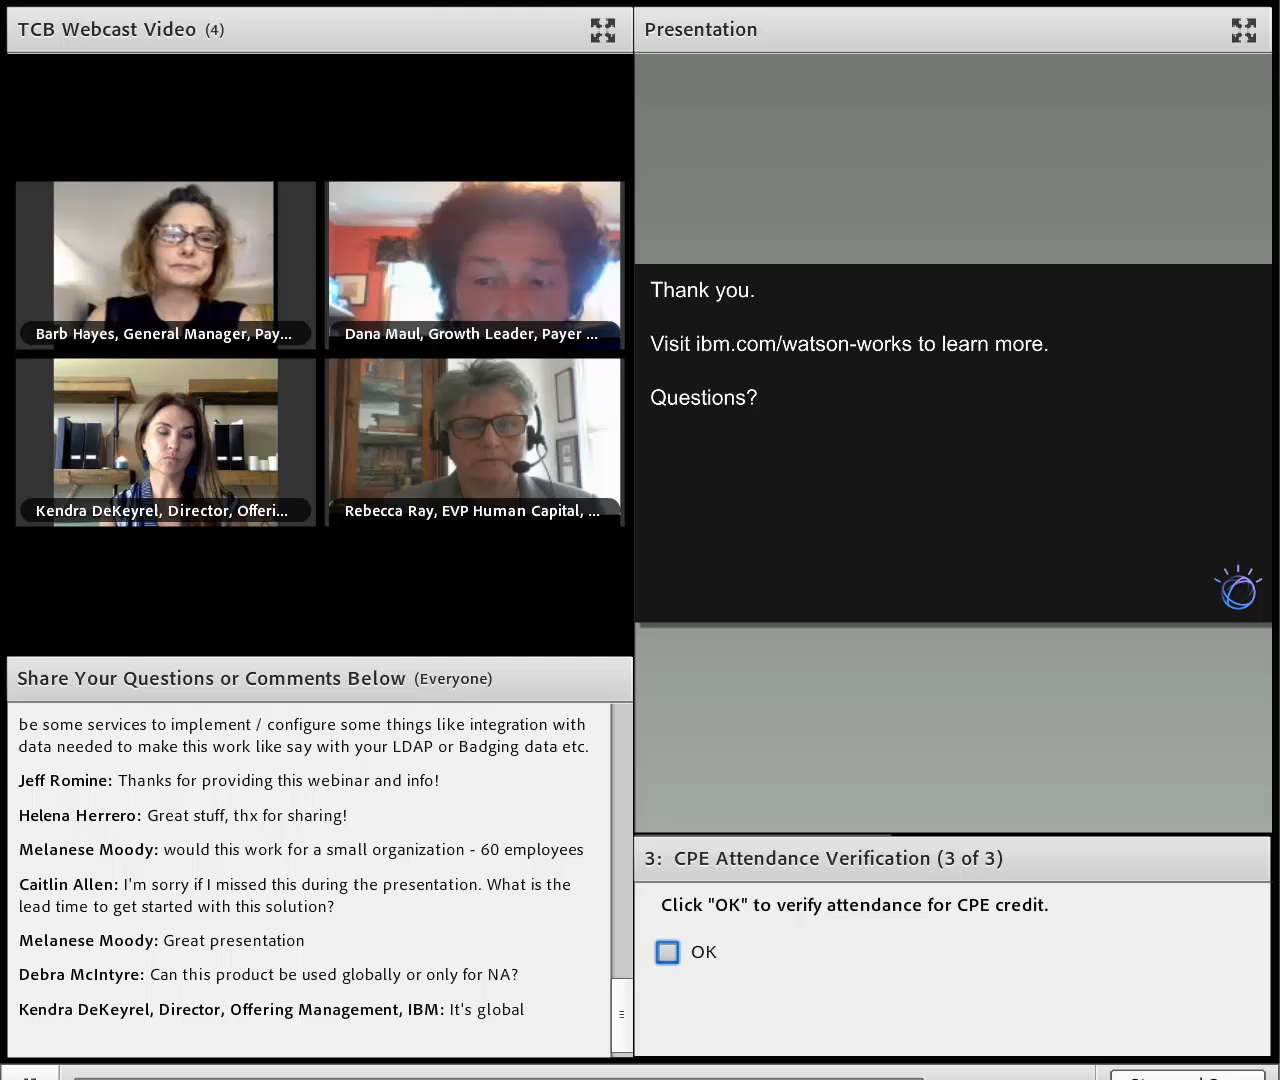 TCB Webcast Video (4)
Barb Hayes, General Manager, Pay...
Dana Maul, Growth Leader, Payer ...
Kendra DeKeyrel, Director, Offeri...
Rebecca Ray, EVP Human Capital, ...
Share Your Questions or Comments Below (Everyone)
be some services to implement / configure some things like integration with
data needed to make this work like say with your LDAP or Badging data etc.
Jeff Romine: Thanks for providing this webinar and info!
Helena Herrero: Great stuff, thx for sharing!
Melanese Moody: would this work for a small organization - 60 employees
Caitlin Allen: I'm sorry if I missed this during the presentation. What is the
lead time to get started with this solution?
Melanese Moody: Great presentation
Debra McIntyre: Can this product be used globally or only for NA?
Kendra DeKeyrel, Director, Offering Management, IBM: It's global
Presentation
Thank you.
Visit ibm.com/watson-works to learn more.
Questions?
3: CPE Attendance Verification (3 of 3)
Click "OK" to verify attendance for CPE credit.
OK